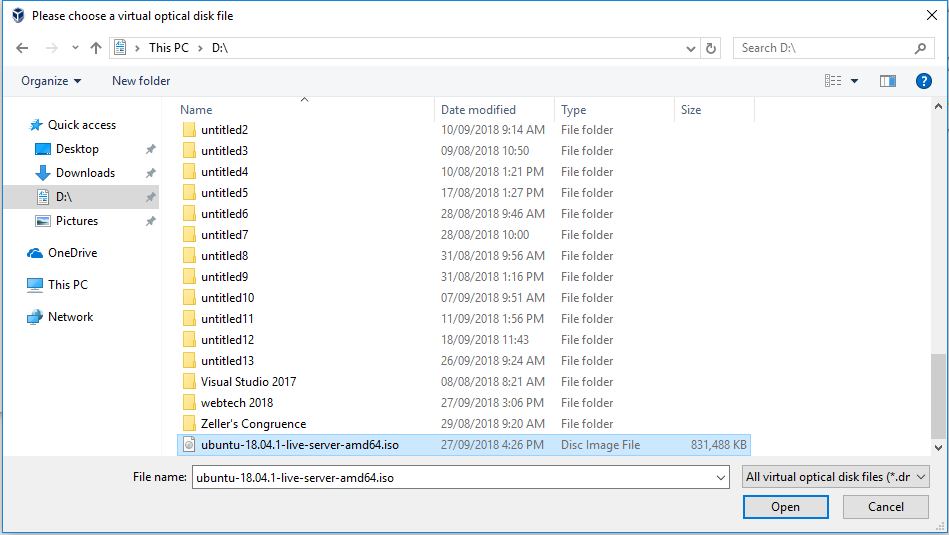 Please choose a virtual optical disk file
This PC D:\ Search D:\
Organize New folder
Name Date modified Type Size
Quick access
Desktop
Downloads
D:\
Pictures
OneDrive
This PC
Network
untitled2 10/09/2018 9:14 AM File folder
untitled3 09/08/2018 10:50 File folder
untitled4 10/08/2018 1:21 PM File folder
untitled5 17/08/2018 1:27 PM File folder
untitled6 28/08/2018 9:46 AM File folder
untitled7 28/08/2018 10:00 File folder
untitled8 31/08/2018 9:56 AM File folder
untitled9 31/08/2018 1:16 PM File folder
untitled10 07/09/2018 9:51 AM File folder
untitled11 11/09/2018 1:56 PM File folder
untitled12 18/09/2018 11:43 File folder
untitled13 26/09/2018 9:24 AM File folder
Visual Studio 2017 08/08/2018 8:21 AM File folder
webtech 2018 27/09/2018 3:06 PM File folder
Zeller's Congruence 29/08/2018 9:20 AM File folder
ubuntu-18.04.1-live-server-amd64.iso 27/09/2018 4:26 PM Disc Image File 831,488 KB
File name: ubuntu-18.04.1-live-server-amd64.iso All virtual optical disk files (*.dr
Open Cancel